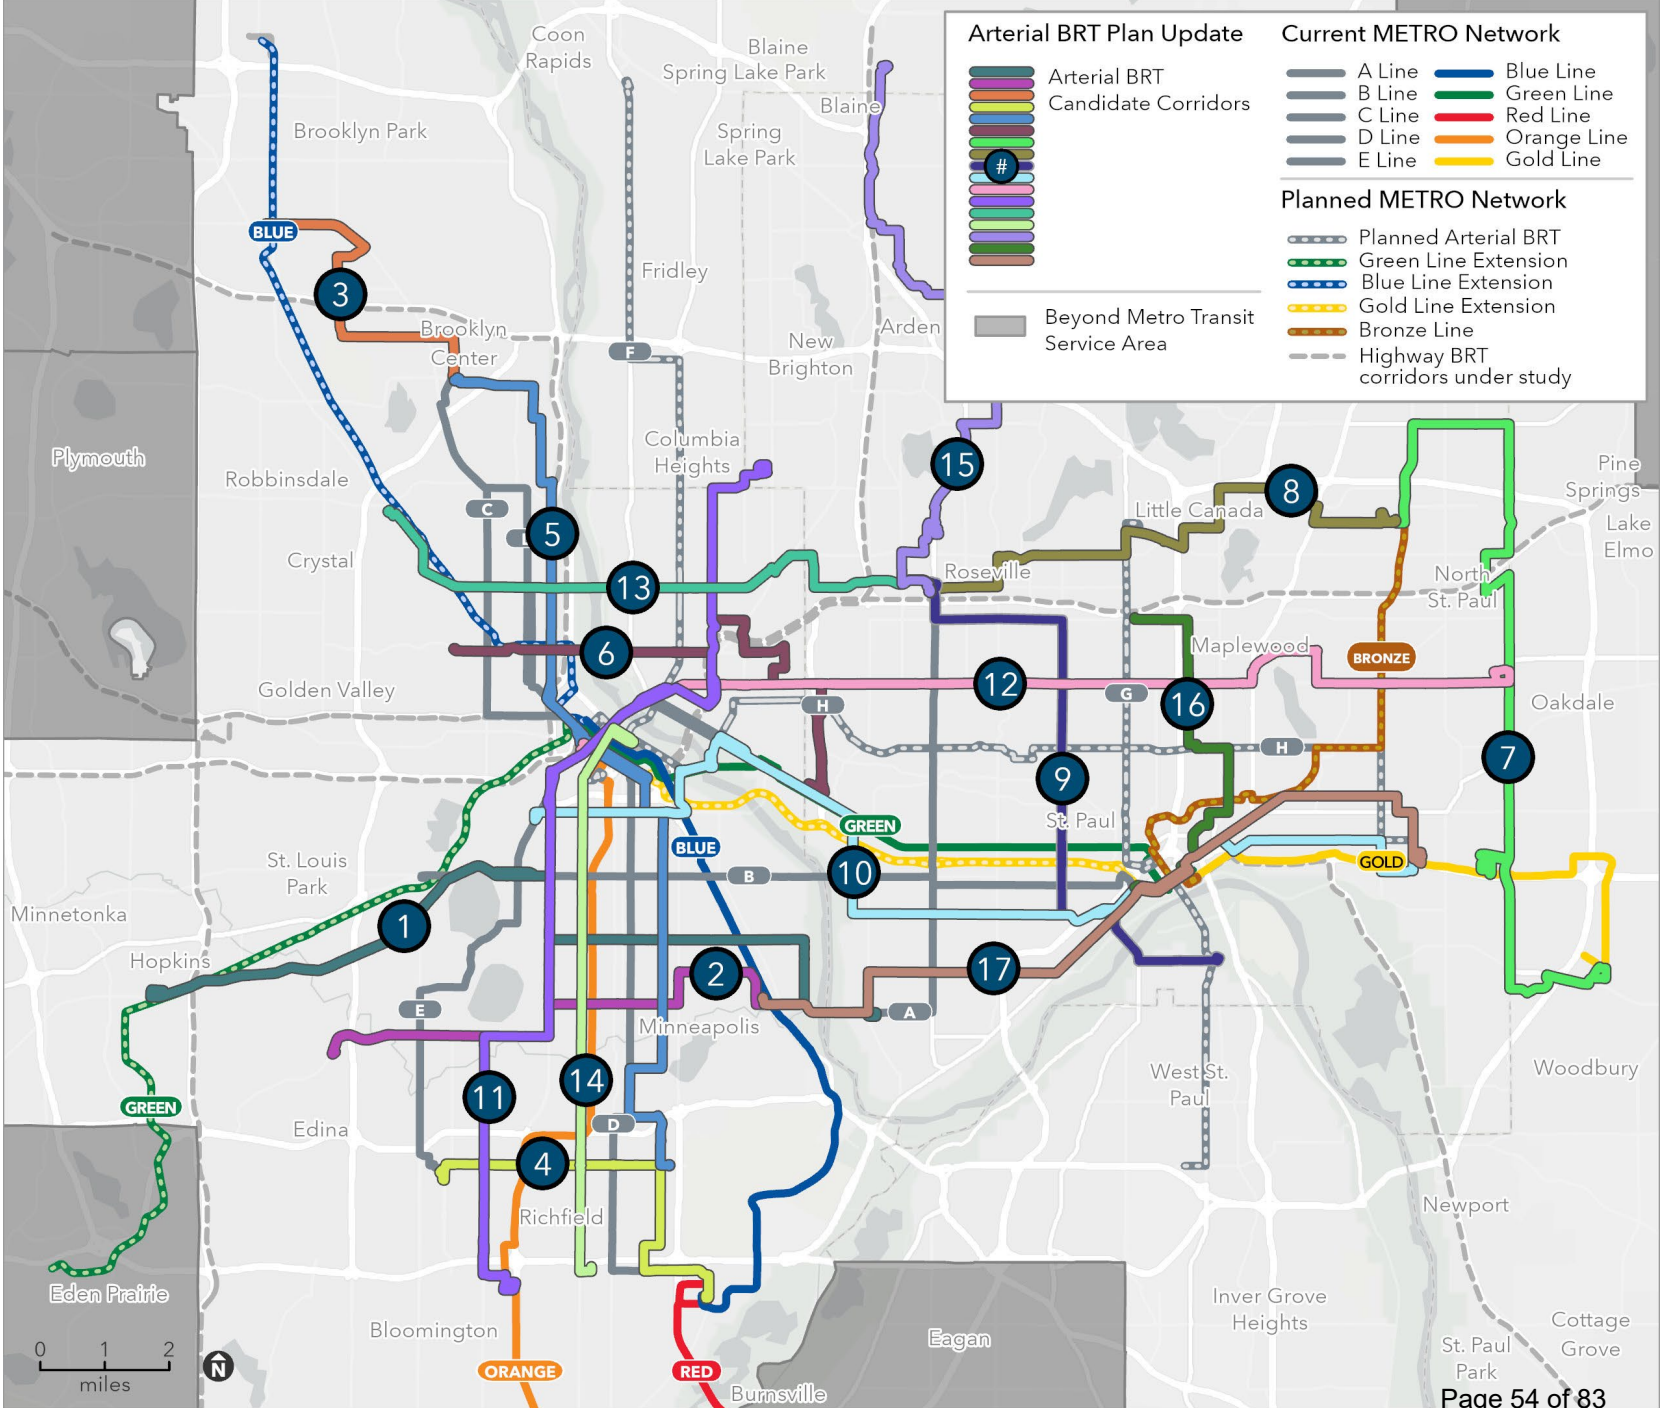 Arterial BRT Plan Update
Arterial BRT
Candidate Corridors
#
Beyond Metro Transit
Service Area
Current METRO Network
A Line
B Line
C Line
D Line
E Line
Blue Line
Green Line
Red Line
Orange Line
Gold Line
Planned METRO Network
Planned Arterial BRT
Green Line Extension
Blue Line Extension
Gold Line Extension
Bronze Line
Highway BRT
corridors under study
Coon
Rapids
Blaine
Spring Lake Park
Blaine
Brooklyn Park
Spring
Lake Park
BLUE
3
Fridley
Brooklyn
Center
F
New
Brighton
Arden
Plymouth
Robbinsdale
Columbia
Heights
15
8
Little Canada
Pine
Springs
Lake
Elmo
C
5
Crystal
13
Roseville
North
St. Paul
6
Maplewood
BRONZE
Golden Valley
12
G
16
H
H
Oakdale
7
9
St. Paul
GREEN
BLUE
GOLD
St. Louis
Park
B
10
Minnetonka
1
Hopkins
2
17
E
A
Minneapolis
West St.
Paul
Woodbury
GREEN
11
14
D
Edina
4
Richfield
Newport
Eden Prairie
Inver Grove
Heights
Cottage
Grove
Bloomington
Eagan
St. Paul
Park
0 1 2
miles
N
ORANGE
RED
Burnsville
Page 54 of 83